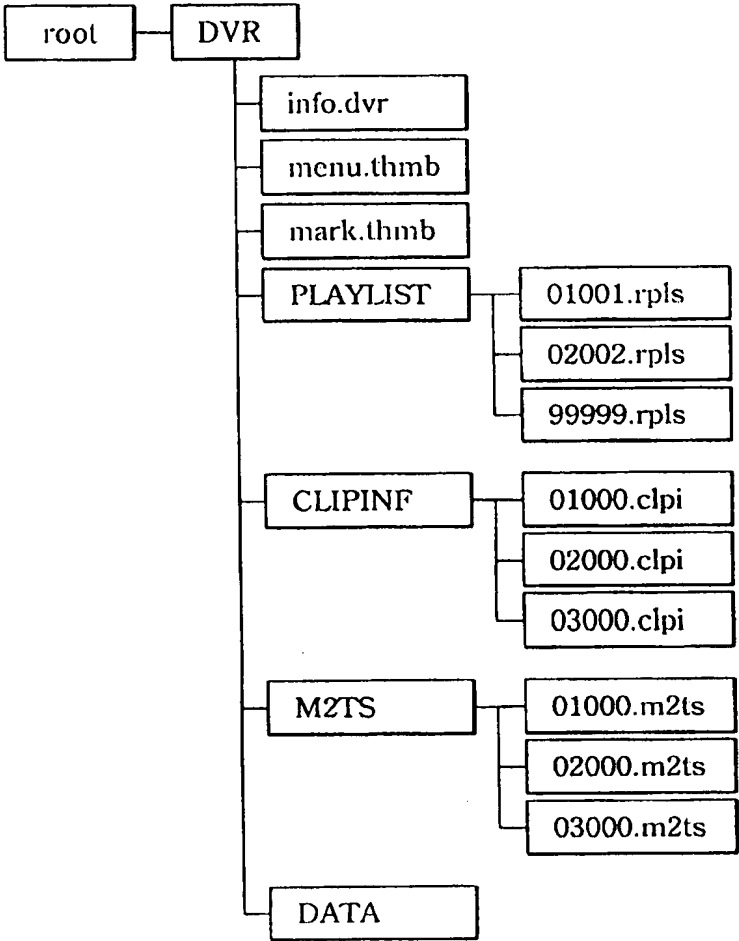 root DVR
info.dvr
menu.thmb
mark.thmb
PLAYLIST 01001.rpls
02002.rpls
99999.rpls
CLIPINF 01000.clpi
02000.clpi
03000.clpi
M2TS 01000.m2ts
02000.m2ts
03000.m2ts
DATA